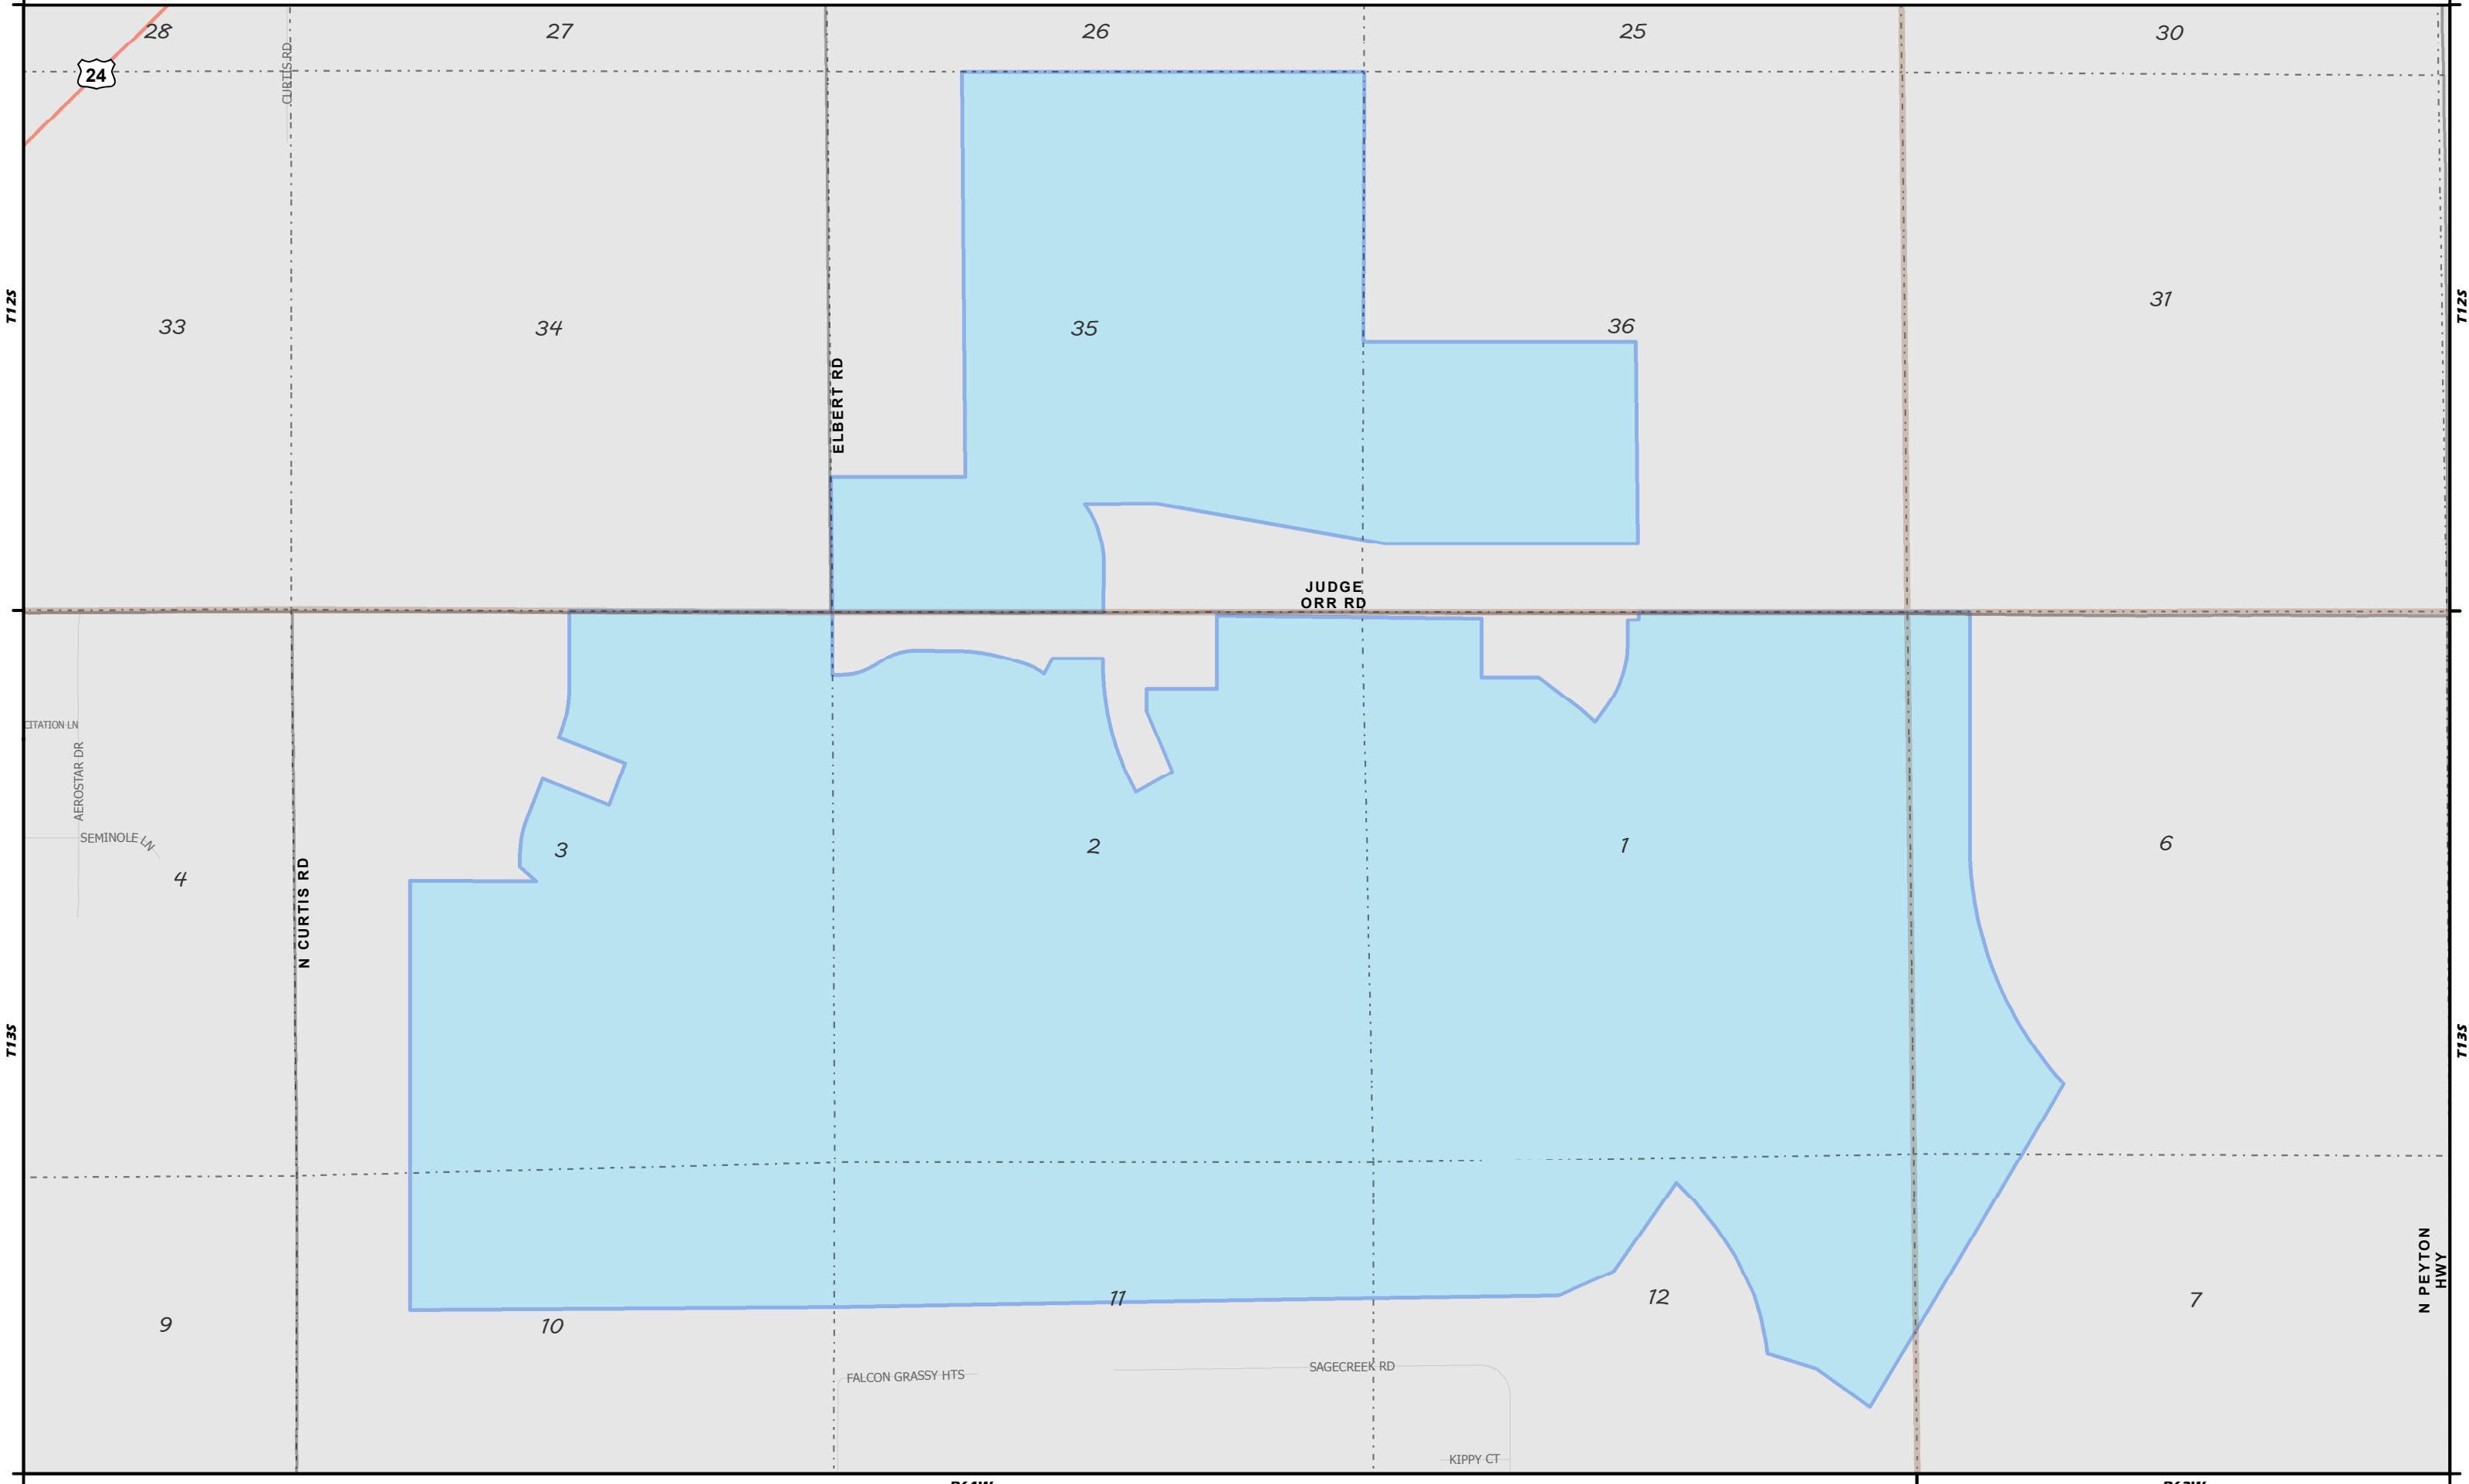 28
27
26
25
30
24
CURTIS RD
T12S
33
34
ELBERT RD
35
36
31
T12S
JUDGE
ORR RD
CITATION LN
AEROSTAR DR
SEMINOLE LN
4
N CURTIS RD
3
2
1
6
T13S
T13S
9
10
11
12
7
N PEYTON
HWY
FALCON GRASSY HTS
SAGECREEK RD
KIPPY CT